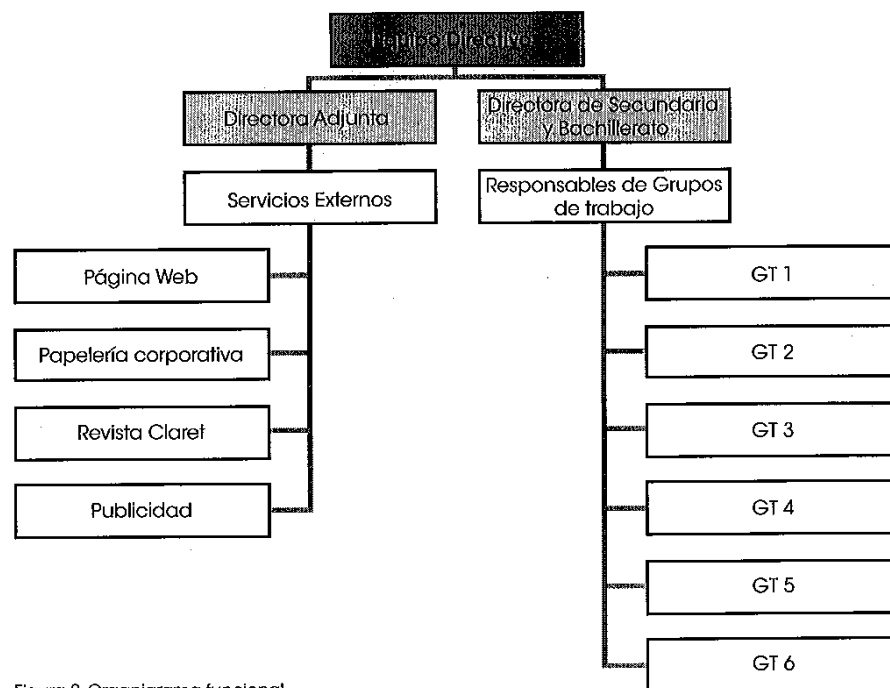 Equipo Directivo
Directora Adjunta
Servicios Externos
Página Web
Papelería corporativa
Revista Claret
Publicidad
Directora de Secundaria
y Bachillerato
Responsables de Grupos
de trabajo
GT 1
GT 2
GT 3
GT 4
GT 5
GT 6
Organigrama funcional